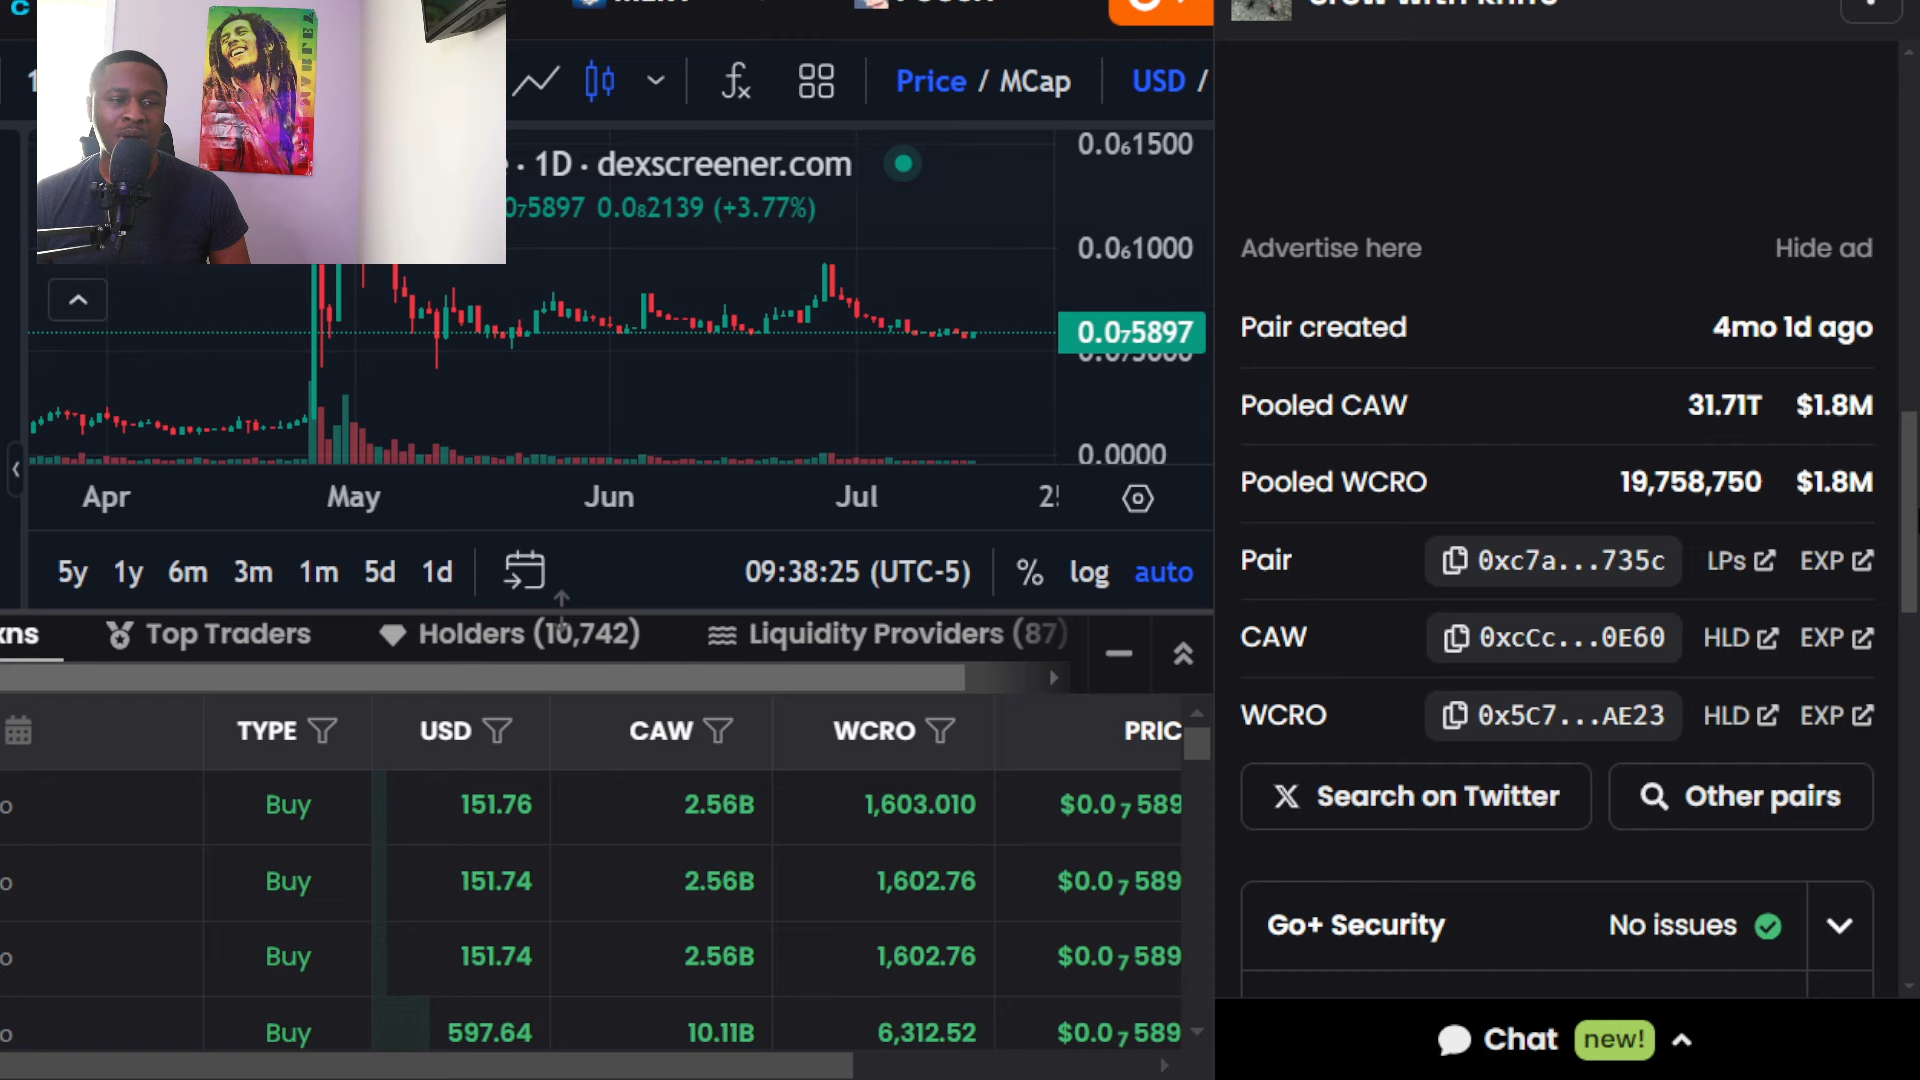 Price / MCap
USD /
· 1D · dexscreener.com
0₇5897 0.0₈2139 (+3.77%)
0.0₆1500
0.0₆1000
0.0₇5897
0.0₇5000
0.0000
Apr
May
Jun
Jul
5y 1y 6m 3m 1m 5d 1d
09:38:25 (UTC-5)
% log auto
Top Traders
Holders (10,742)
Liquidity Providers (87)
TYPE USD CAW WCRO PRIC
Buy 151.76 2.56B 1,603.010 $0.0₇589
Buy 151.74 2.56B 1,602.76 $0.0₇589
Buy 151.74 2.56B 1,602.76 $0.0₇589
Buy 597.64 10.11B 6,312.52 $0.0₇589
Advertise here
Hide ad
Pair created 4mo 1d ago
Pooled CAW 31.71T $1.8M
Pooled WCRO 19,758,750 $1.8M
Pair 0xc7a...735c LPs EXP
CAW 0xcCc...0E60 HLD EXP
WCRO 0x5C7...AE23 HLD EXP
Search on Twitter
Other pairs
Go+ Security No issues
Chat new!